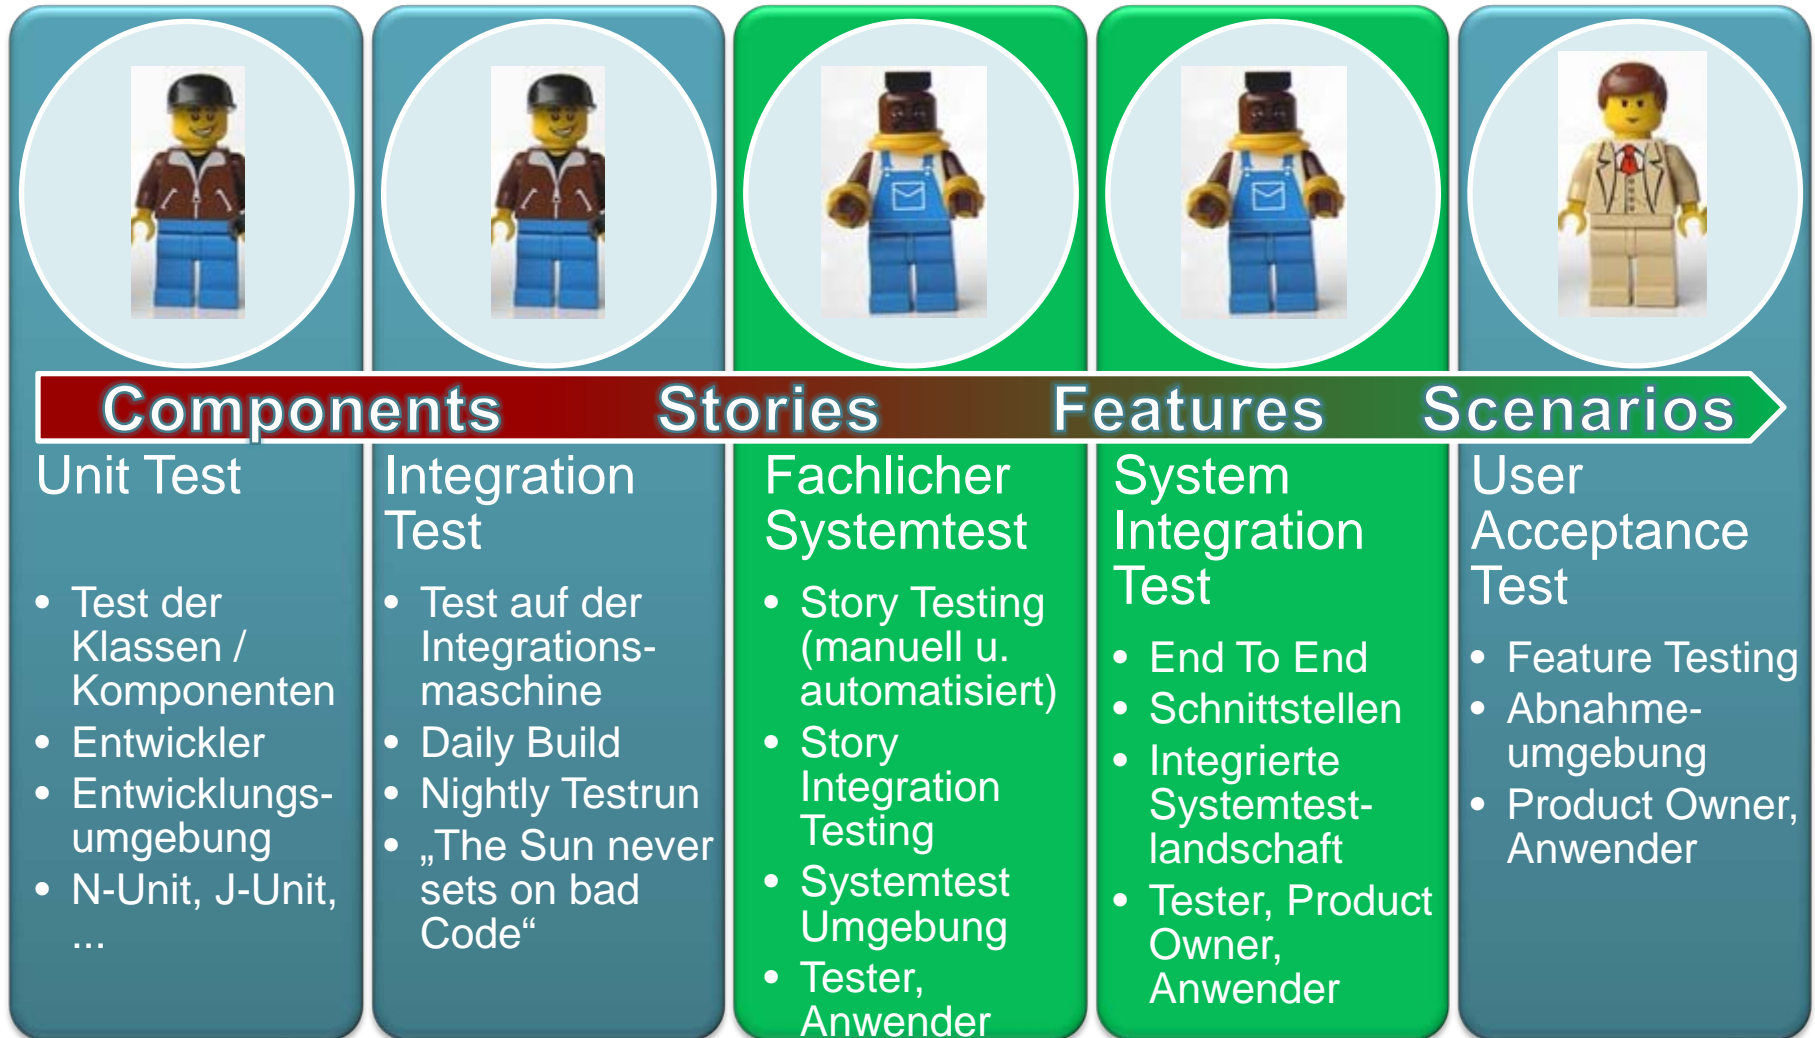 Components Stories Features Scenarios
Unit Test
• Test der
Klassen /
Komponenten
• Entwickler
• Entwicklungs-
umgebung
• N-Unit, J-Unit,
...
Integration
Test
• Test auf der
Integrations-
maschine
• Daily Build
• Nightly Testrun
• „The Sun never
sets on bad
Code“
Fachlicher
Systemtest
• Story Testing
(manuell u.
automatisiert)
• Story
Integration
Testing
• Systemtest
Umgebung
• Tester,
Anwender
System
Integration
Test
• End To End
• Schnittstellen
• Integrierte
Systemtest-
landschaft
• Tester, Product
Owner,
Anwender
User
Acceptance
Test
• Feature Testing
• Abnahme-
umgebung
• Product Owner,
Anwender